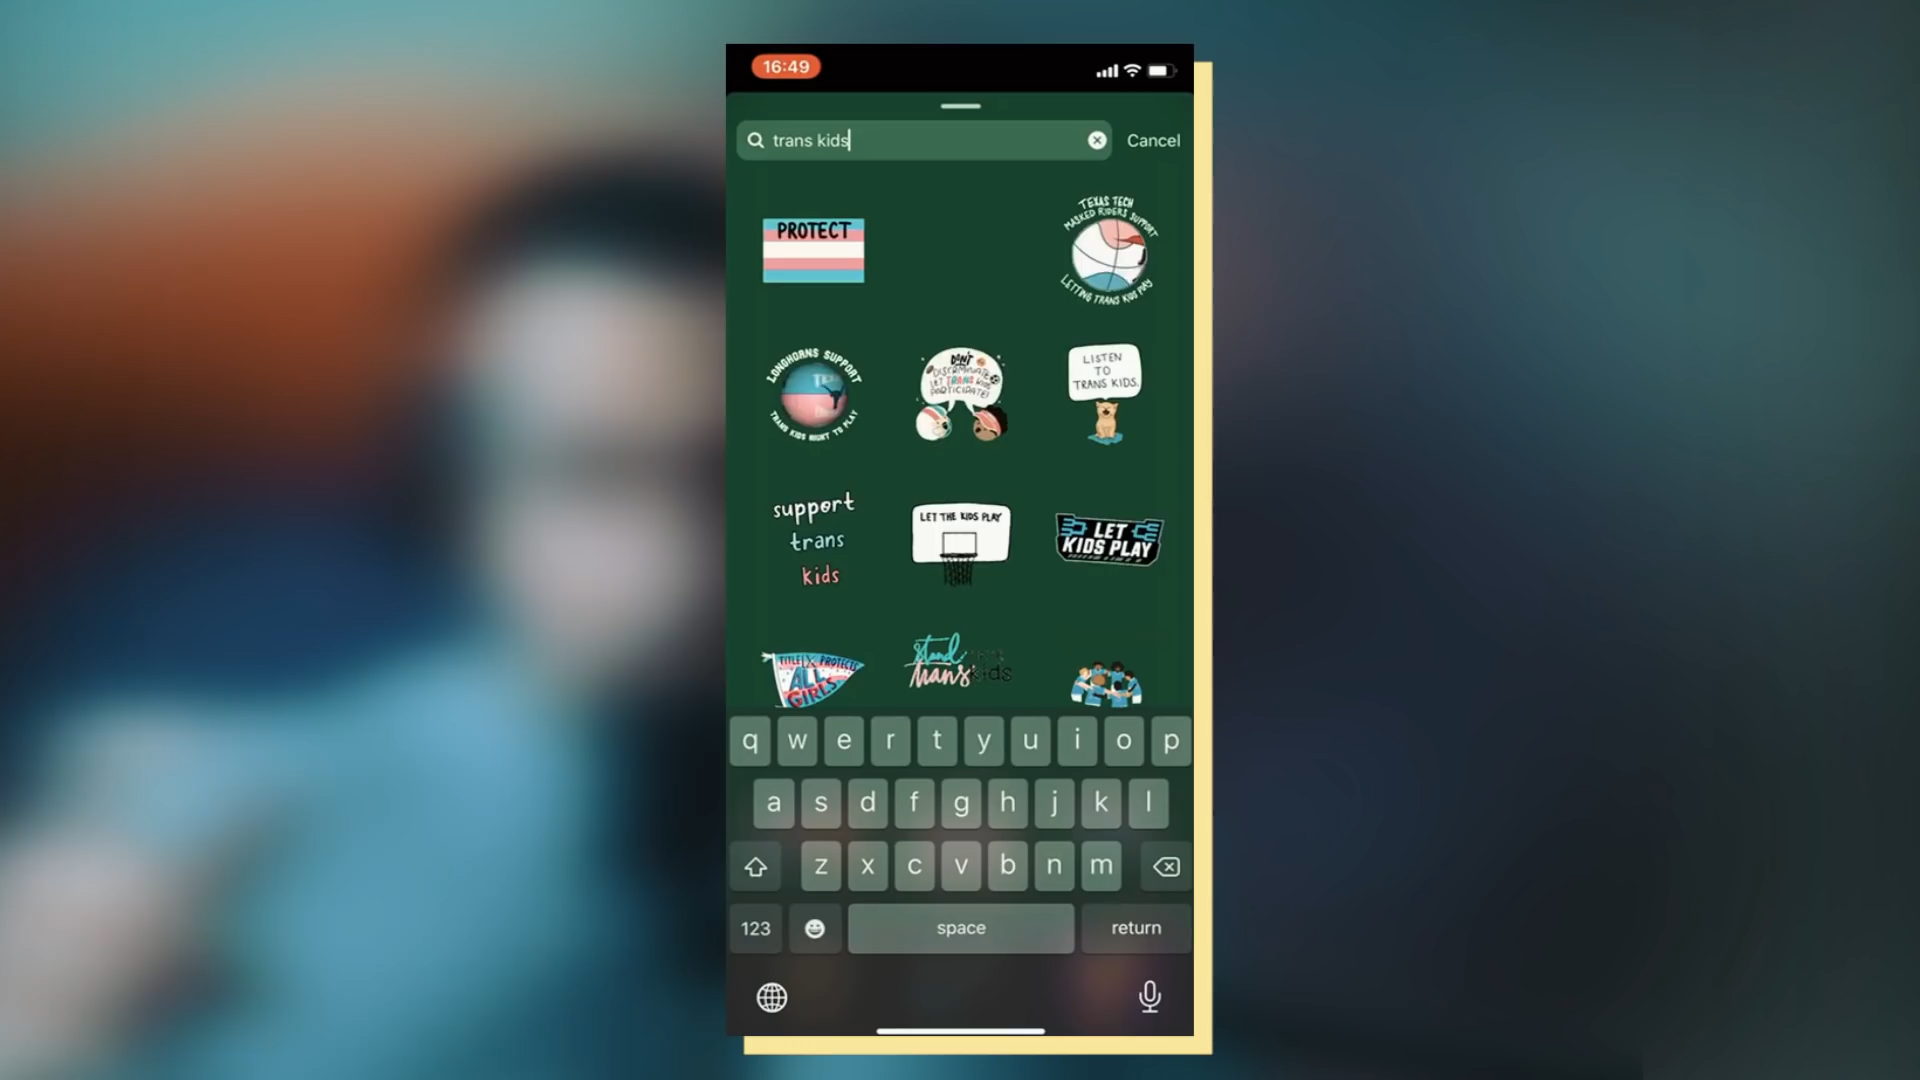 16:49
trans kids
Cancel
PROTECT
TEXAS TECH
MASKED RIDERS SUPPORT
LETTING TRANS KIDS PLAY
LONGHORNS SUPPORT
TEXAS
TRANS KIDS RIGHT TO PLAY
DON'T
DISCRIMINATE
LET TRANS KIDS
PARTICIPATE!
LISTEN
TO
TRANS KIDS.
support
trans
kids
LET THE KIDS PLAY
LET
KIDS PLAY
TITLE IX PROTECTS
ALL
GIRLS
stand
trans kids
q w e r t y u i o p
a s d f g h j k l
z x c v b n m
123
space
return